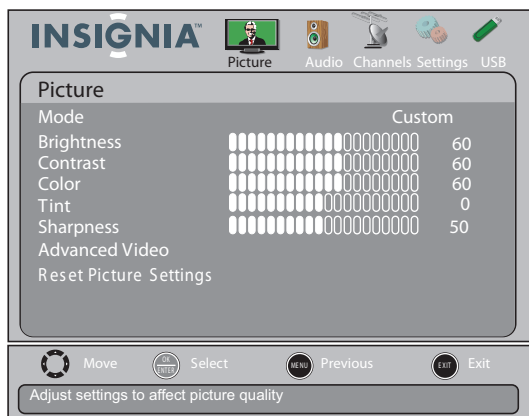 INSIGNIA™
Picture Audio Channels Settings USB
Picture
Mode Custom
Brightness 60
Contrast 60
Color 60
Tint 0
Sharpness 50
Advanced Video
Reset Picture Settings
Move OK ENTER Select MENU Previous EXIT Exit
Adjust settings to affect picture quality